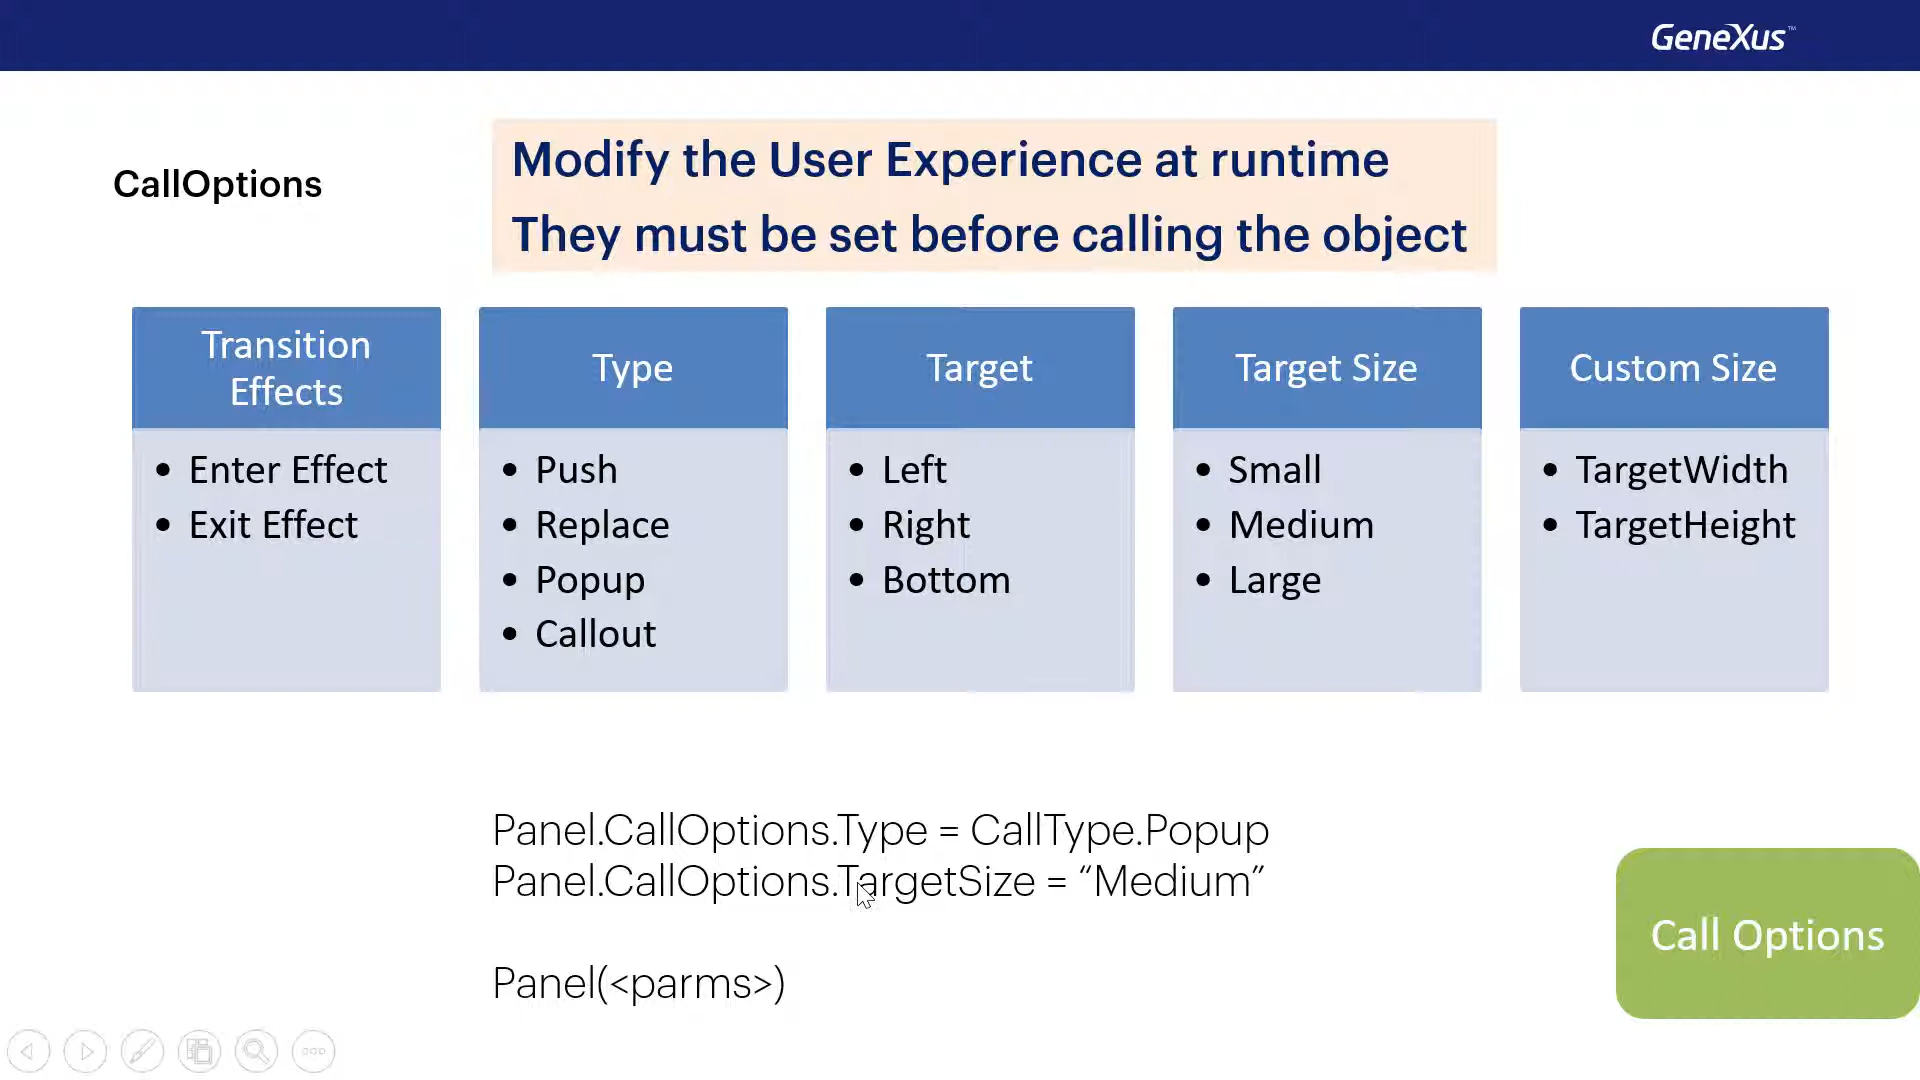 GeneXus™
CallOptions
Modify the User Experience at runtime
They must be set before calling the object
Transition
Effects
• Enter Effect
• Exit Effect
Type
• Push
• Replace
• Popup
• Callout
Target
• Left
• Right
• Bottom
Target Size
• Small
• Medium
• Large
Custom Size
• TargetWidth
• TargetHeight
Panel.CallOptions.Type = CallType.Popup
Panel.CallOptions.TargetSize = “Medium”
Panel(<parms>)
Call Options